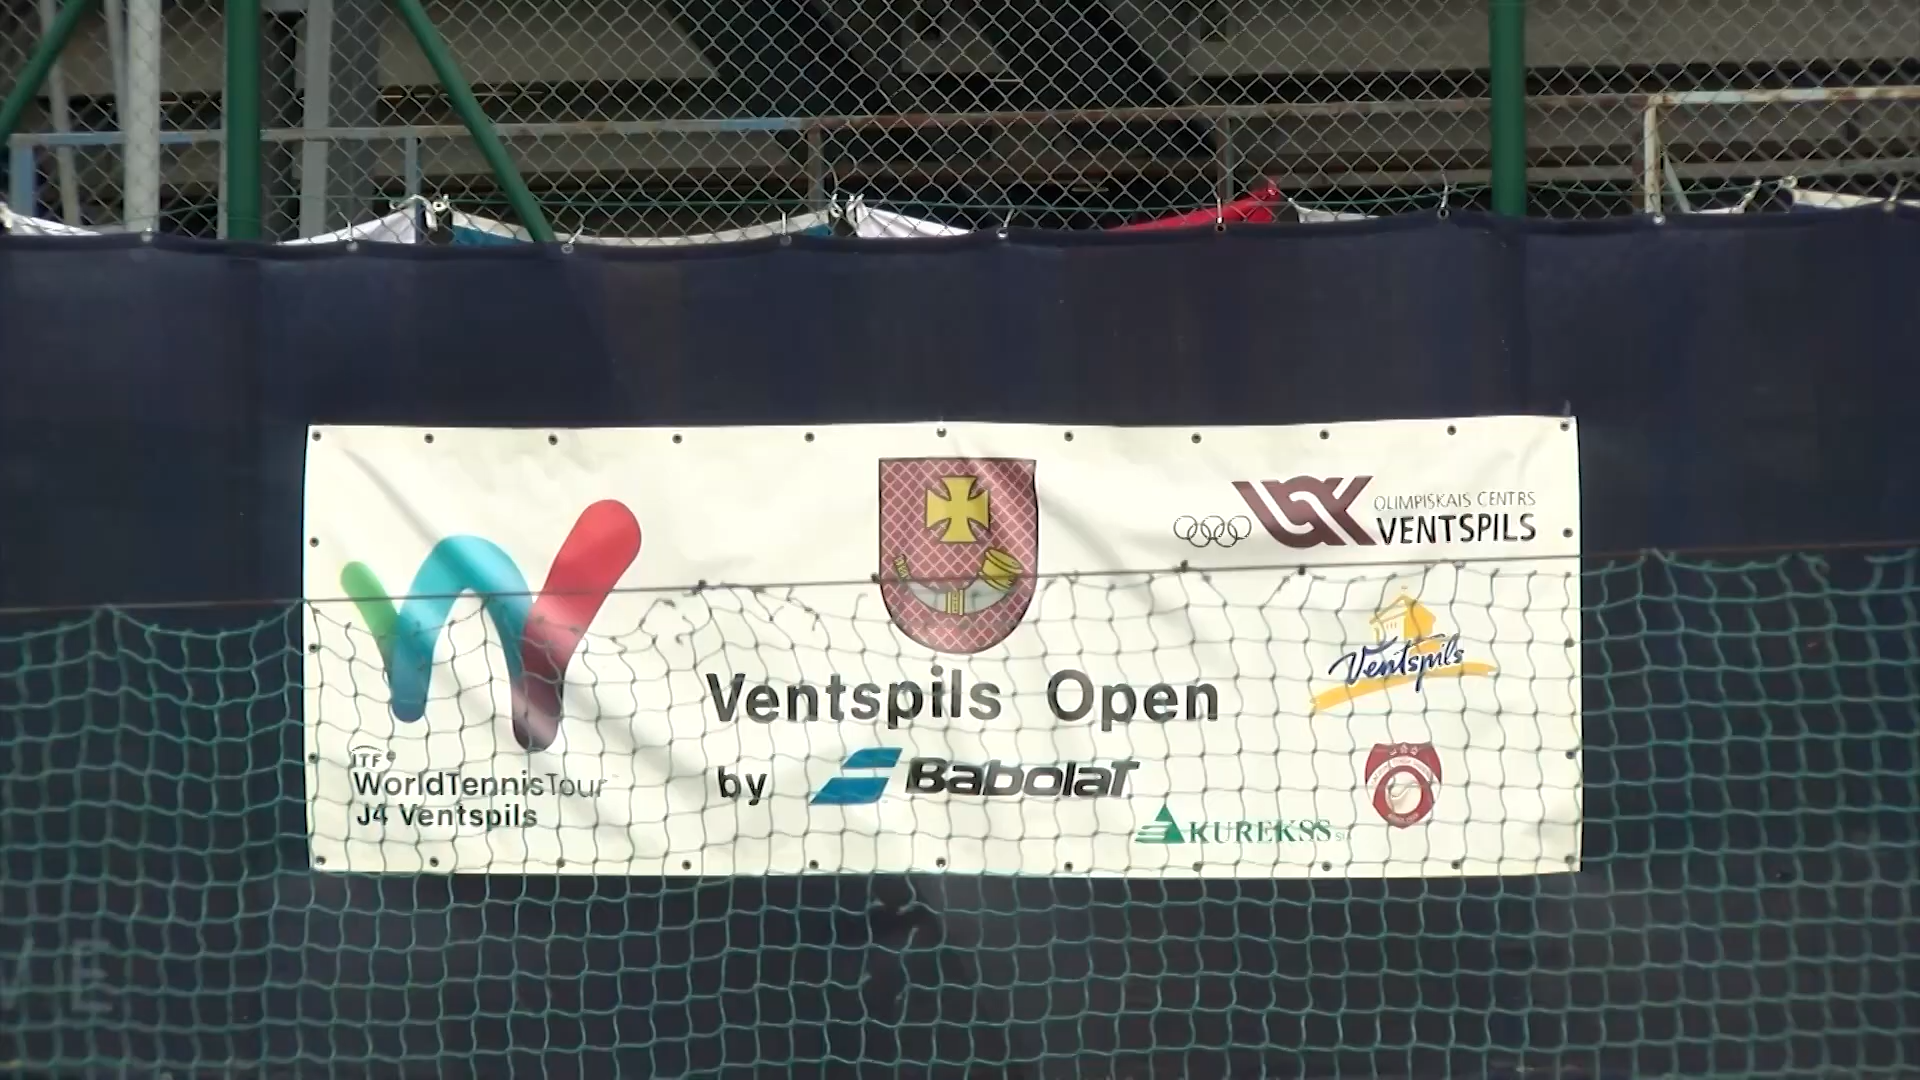 OLIMPISKAIS CENTRS
VENTSPILS
Ventspils
Ventspils Open
by Babolat
ITF
WorldTennisTour
J4 Ventspils
KUREKSS